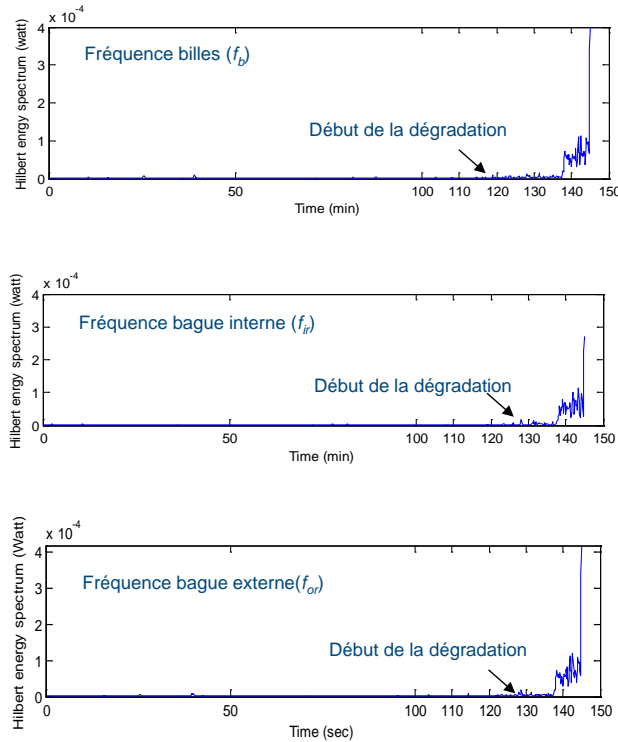 x 10-4
4
3
2
1
0
Hilbert enrgy spectrum (watt)
Fréquence billes (fb)
Début de la dégradation
0 50 100 110 120 130 140 150
Time (min)
x 10-4
4
3
2
1
0
Hilbert enrgy spectrum (watt)
Fréquence bague interne (fir)
Début de la dégradation
0 50 100 110 120 130 140 150
Time (min)
x 10-4
4
3
2
1
0
Hilbert energy spectrum (Watt)
Fréquence bague externe(for)
Début de la dégradation
0 50 100 110 120 130 140 150
Time (sec)